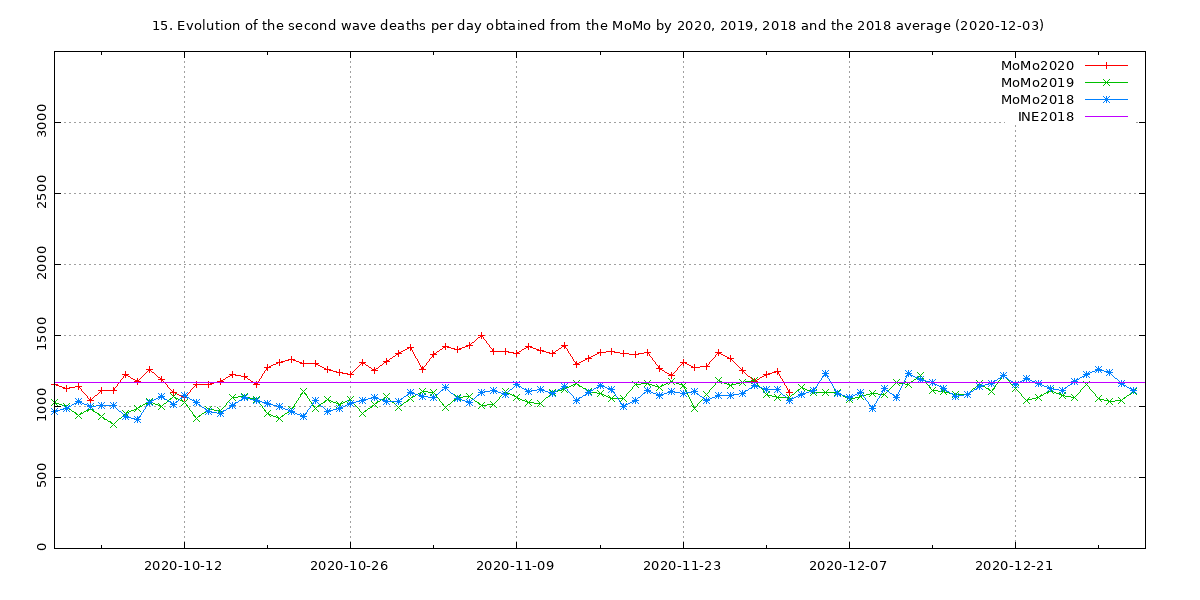 15. Evolution of the second wave deaths per day obtained from the MoMo by 2020, 2019, 2018 and the 2018 average (2020-12-03)
MoMo2020
MoMo2019
MoMo2018
INE2018
3000
2500
2000
1500
1000
500
0
2020-10-12
2020-10-26
2020-11-09
2020-11-23
2020-12-07
2020-12-21